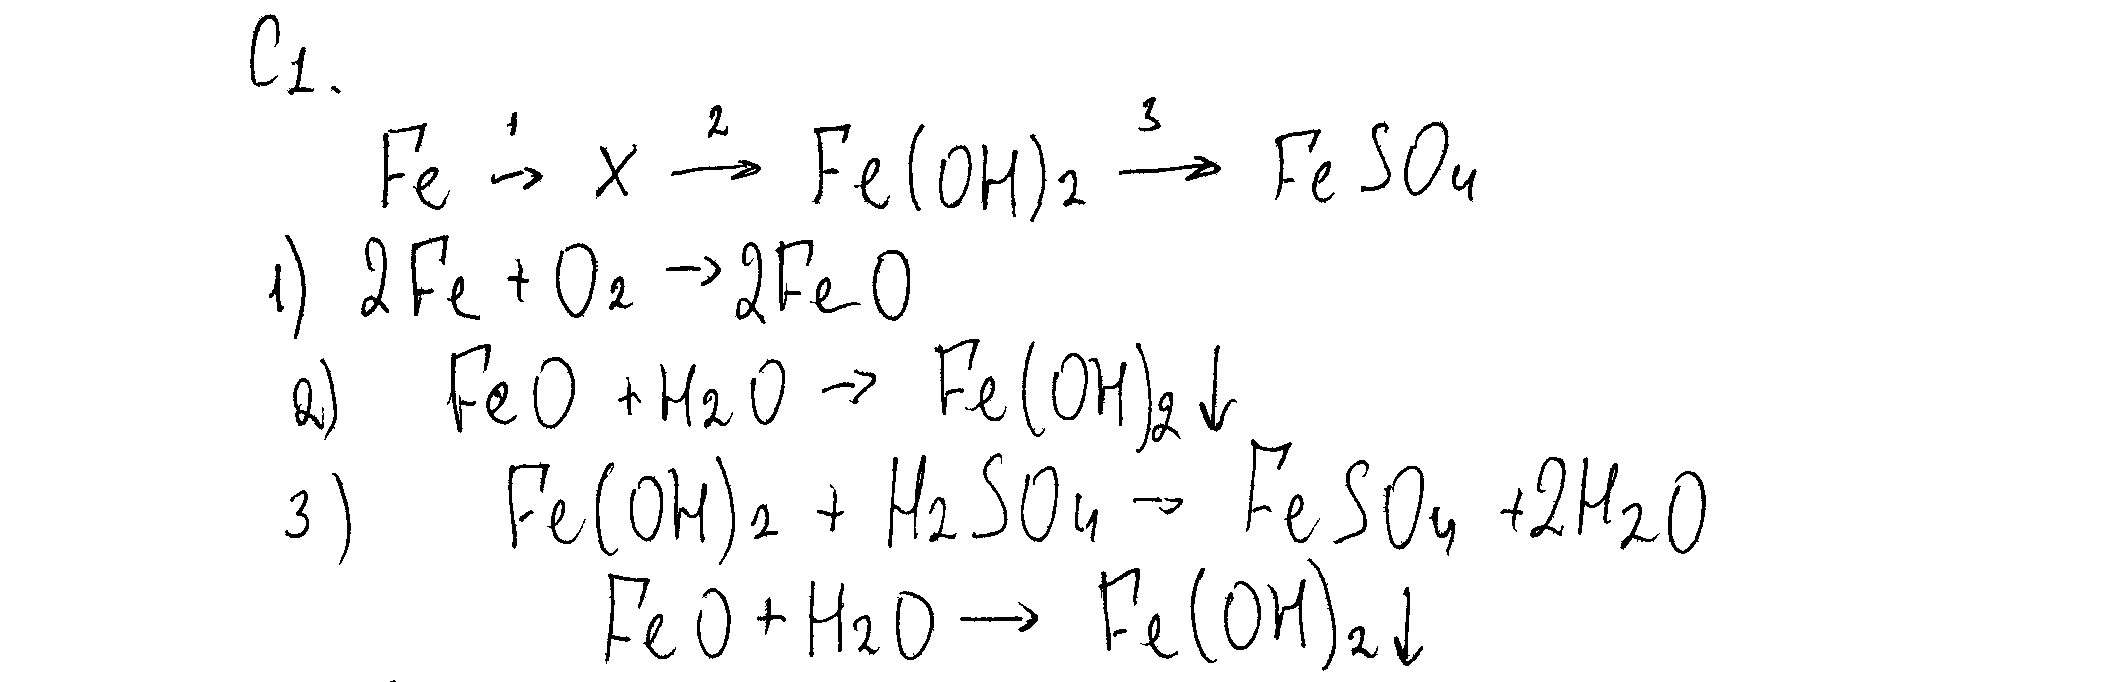 C1.
Fe →¹ X →² Fe(OH)₂ →³ FeSO₄
1) 2Fe + O₂ → 2FeO
2) FeO + H₂O → Fe(OH)₂↓
3) Fe(OH)₂ + H₂SO₄ → FeSO₄ + 2H₂O
FeO + H₂O → Fe(OH)₂↓